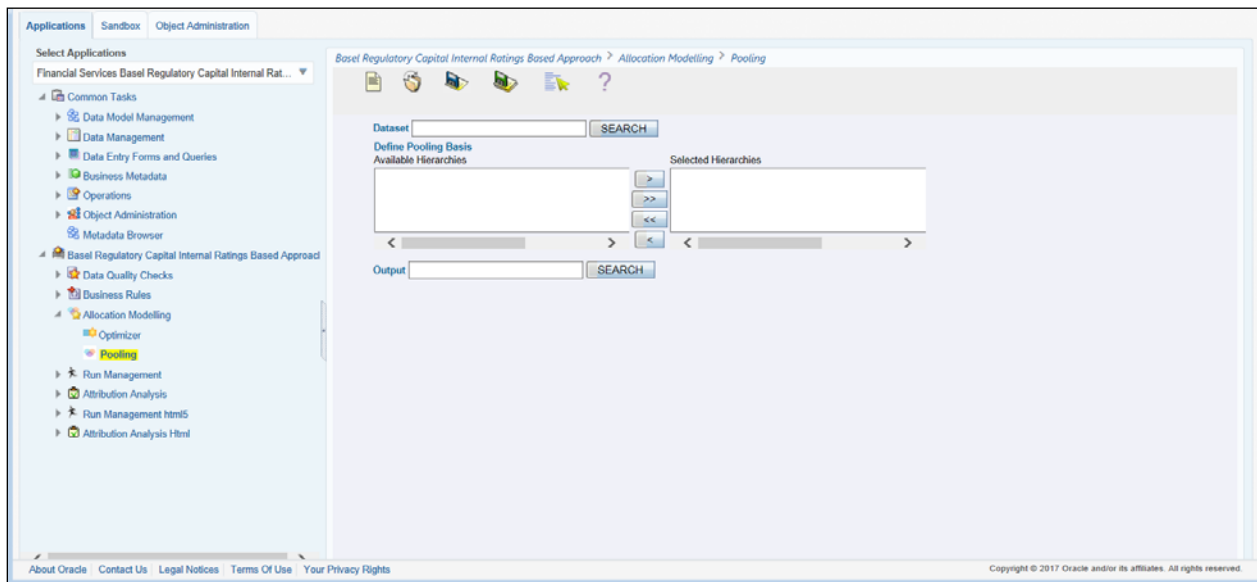 Applications Sandbox Object Administration
Select Applications
Financial Services Basel Regulatory Capital Internal Rat...
Common Tasks
Data Model Management
Data Management
Data Entry Forms and Queries
Business Metadata
Operations
Object Administration
Metadata Browser
Basel Regulatory Capital Internal Ratings Based Approacl
Data Quality Checks
Business Rules
Allocation Modelling
Optimizer
Pooling
Run Management
Attribution Analysis
Run Management html5
Attribution Analysis Html
Basel Regulatory Capital Internal Ratings Based Approach > Allocation Modelling > Pooling
?
Dataset SEARCH
Define Pooling Basis
Available Hierarchies Selected Hierarchies
>
>>
<<
<
Output SEARCH
About Oracle Contact Us Legal Notices Terms Of Use Your Privacy Rights
Copyright © 2017 Oracle and/or its affiliates. All rights reserved.